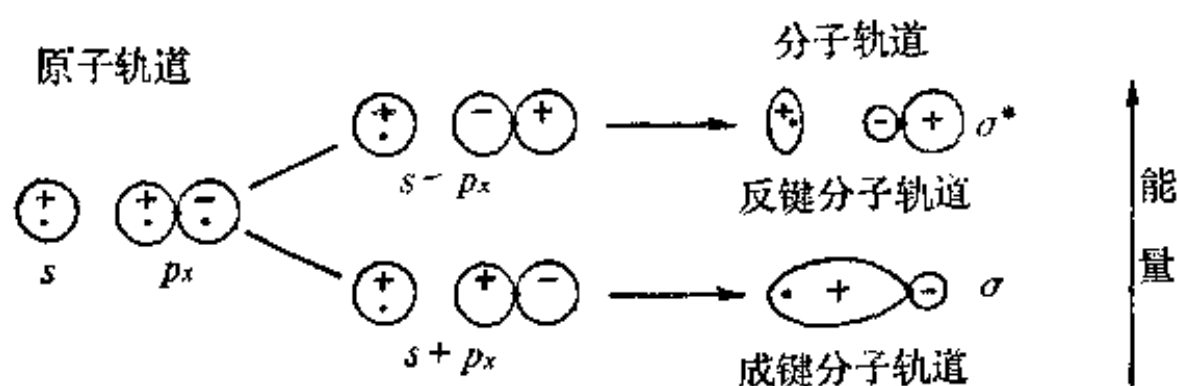 分子轨道
原子轨道
+ - + + - + σ*
s - pₓ
反键分子轨道
+ + -
s pₓ
能
量
+ + - + - σ
s + pₓ
成键分子轨道